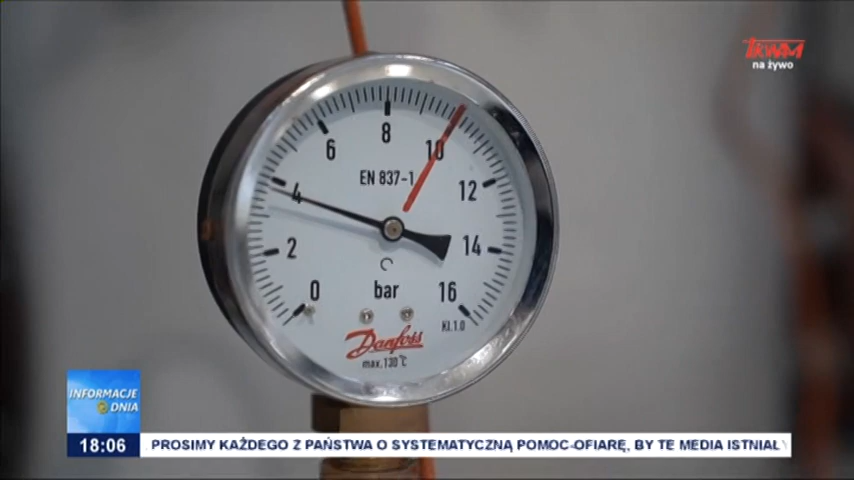 TRWAM
na żywo
8
6
10
EN 837-1
4
12
2
14
0
bar
16
Kl.1.0
Danfoss
max.130°C
INFORMACJE
DNIA
18:06
PROSIMY KAŻDEGO Z PAŃSTWA O SYSTEMATYCZNĄ POMOC-OFIARĘ, BY TE MEDIA ISTNIAŁY